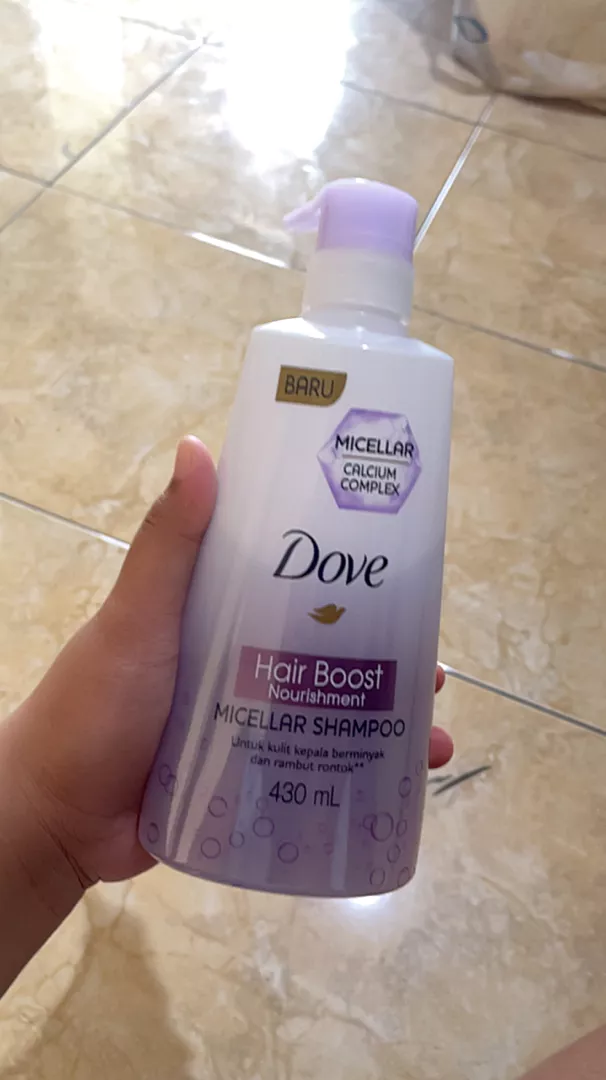 BARU
MICELLAR
CALCIUM
COMPLEX
Dove
Hair Boost
Nourishment
MICELLAR SHAMPOO
Untuk kulit kepala berminyak
dan rambut rontok**
430 mL